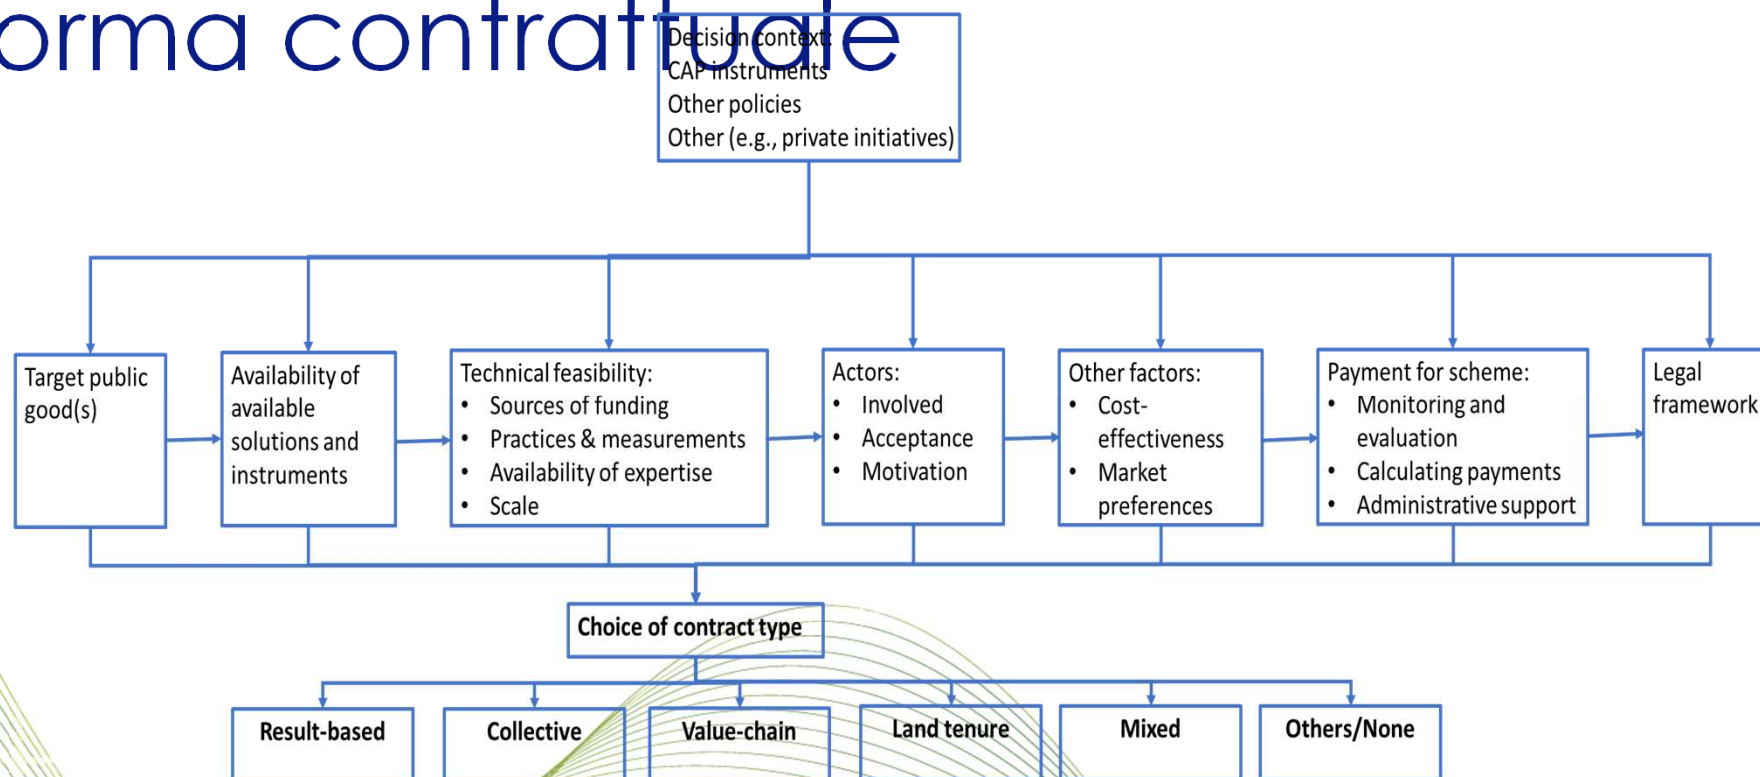 orma contrattuale
Decision context:
CAP instruments
Other policies
Other (e.g., private initiatives)
Target public
good(s)
Availability of
available
solutions and
instruments
Technical feasibility:
• Sources of funding
• Practices & measurements
• Availability of expertise
• Scale
Actors:
• Involved
• Acceptance
• Motivation
Other factors:
• Cost-
effectiveness
• Market
preferences
Payment for scheme:
• Monitoring and
evaluation
• Calculating payments
• Administrative support
Legal
framework
Choice of contract type
Result-based
Collective
Value-chain
Land tenure
Mixed
Others/None